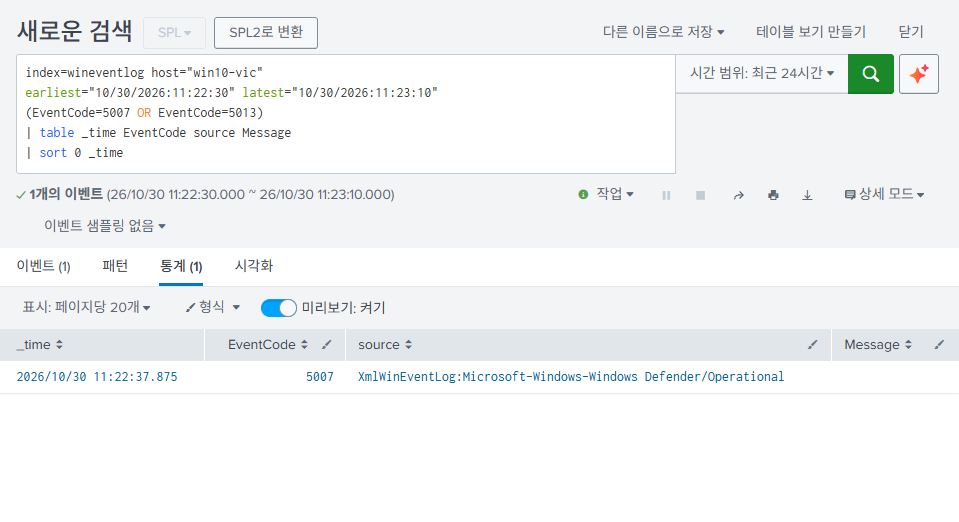 새로운 검색
SPL
SPL2로 변환
다른 이름으로 저장
테이블 보기 만들기
닫기
index=wineventlog host="win10-vic"
earliest="10/30/2026:11:22:30" latest="10/30/2026:11:23:10"
(EventCode=5007 OR EventCode=5013)
| table _time EventCode source Message
| sort 0 _time
시간 범위: 최근 24시간
1개의 이벤트 (26/10/30 11:22:30.000 ~ 26/10/30 11:23:10.000)
작업
상세 모드
이벤트 샘플링 없음
이벤트 (1)
패턴
통계 (1)
시각화
표시: 페이지당 20개
형식
미리보기: 켜기
_time
EventCode
source
Message
2026/10/30 11:22:37.875
5007
XmlWinEventLog:Microsoft-Windows-Windows Defender/Operational